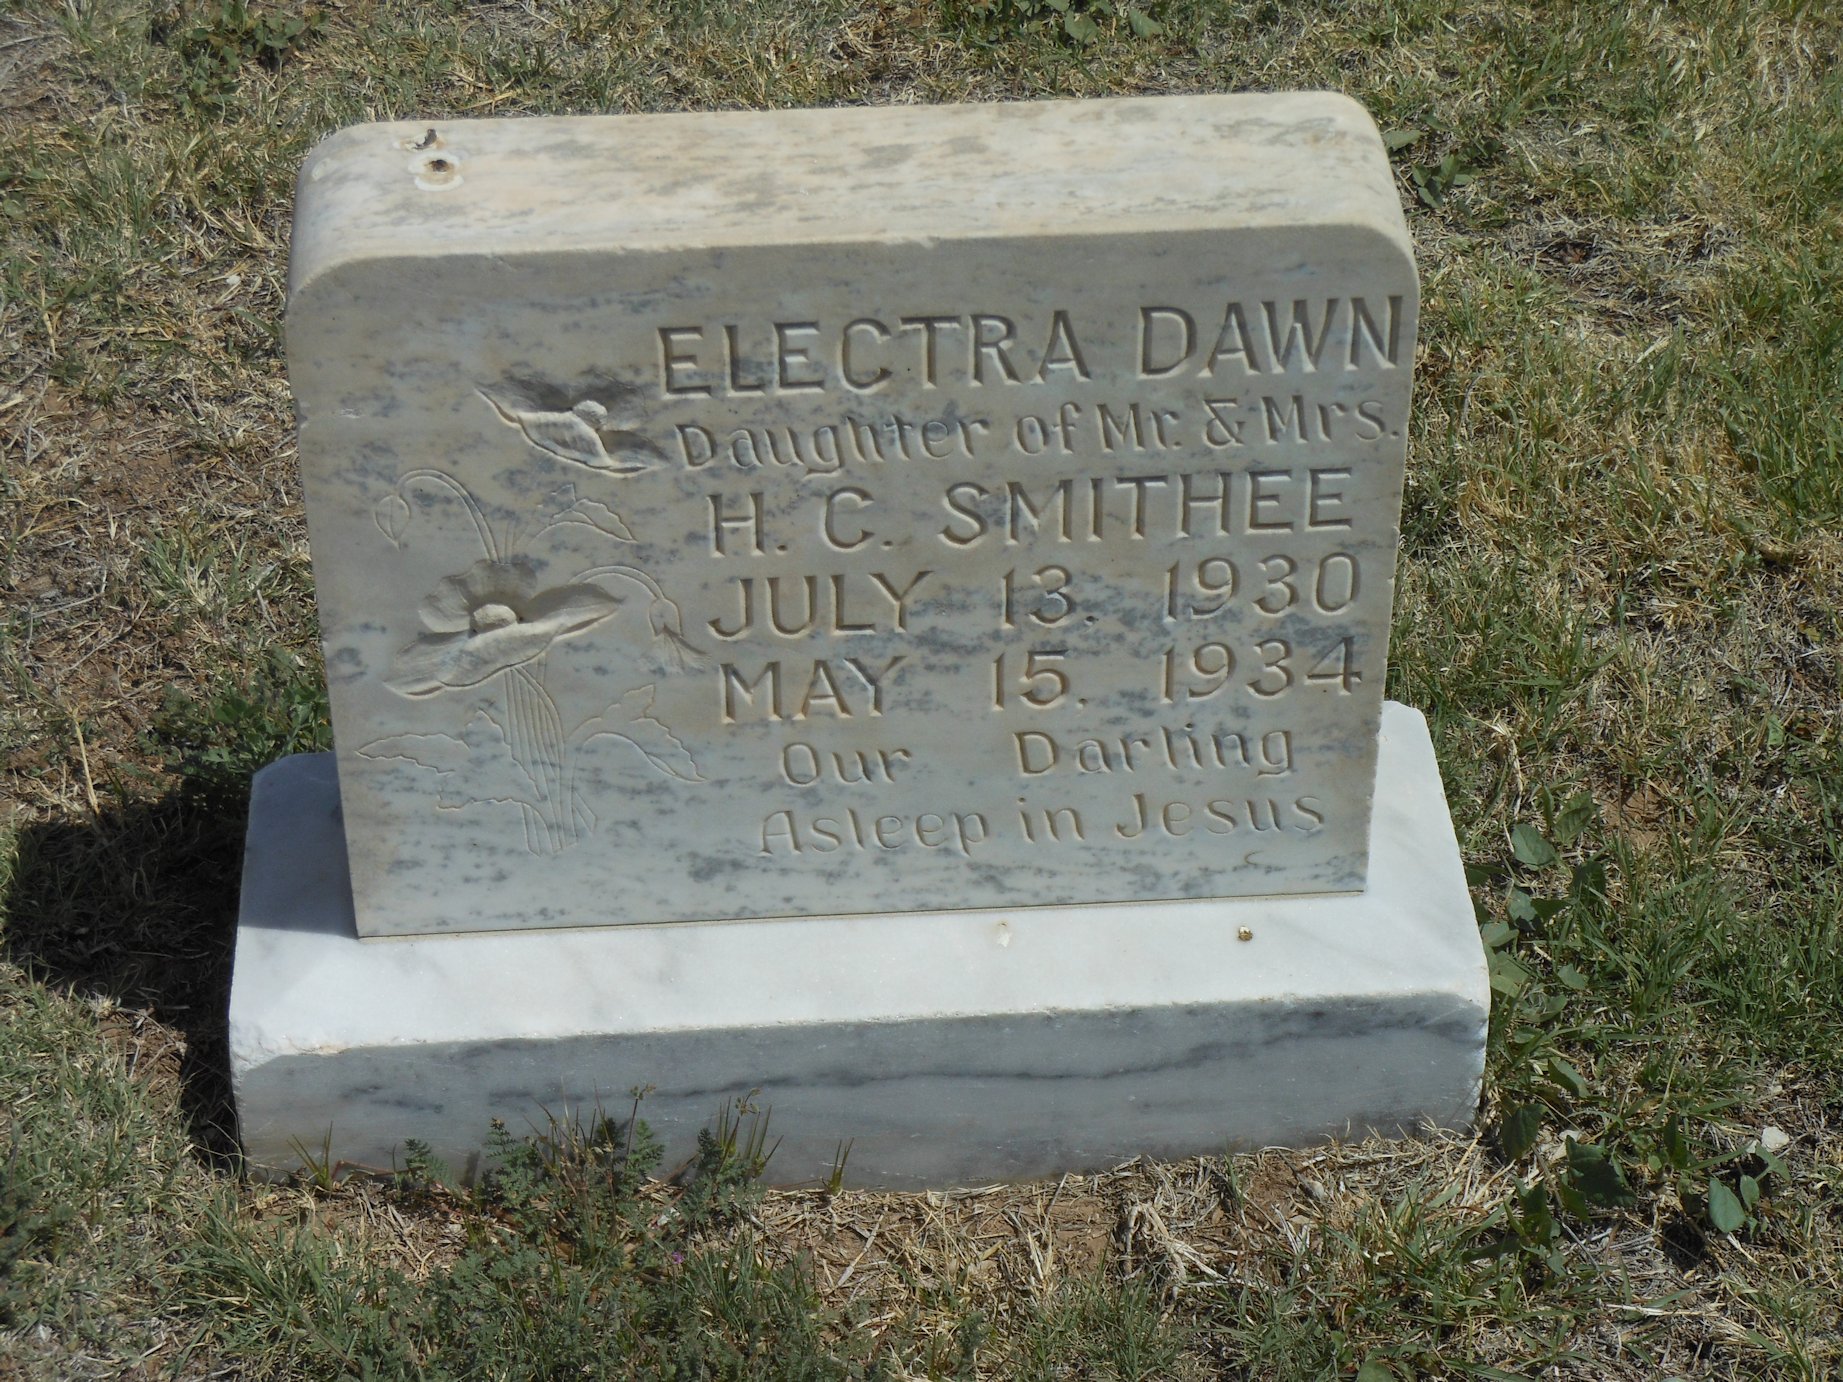 ELECTRA DAWN
Daughter of Mr. & Mrs.
H. C. SMITHEE
JULY 13. 1930
MAY 15. 1934
Our Darling
Asleep in Jesus